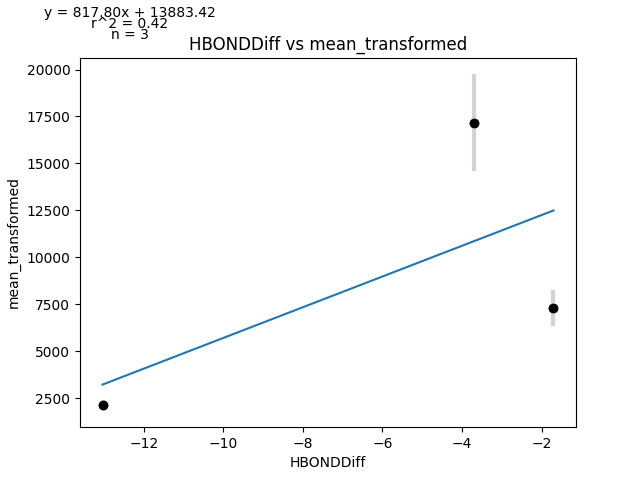 y = 817.80x + 13883.42
r^2 = 0.42
n = 3
HBONDDiff vs mean_transformed
20000
17500
15000
12500
10000
7500
5000
2500
mean_transformed
−12
−10
−8
−6
−4
−2
HBONDDiff